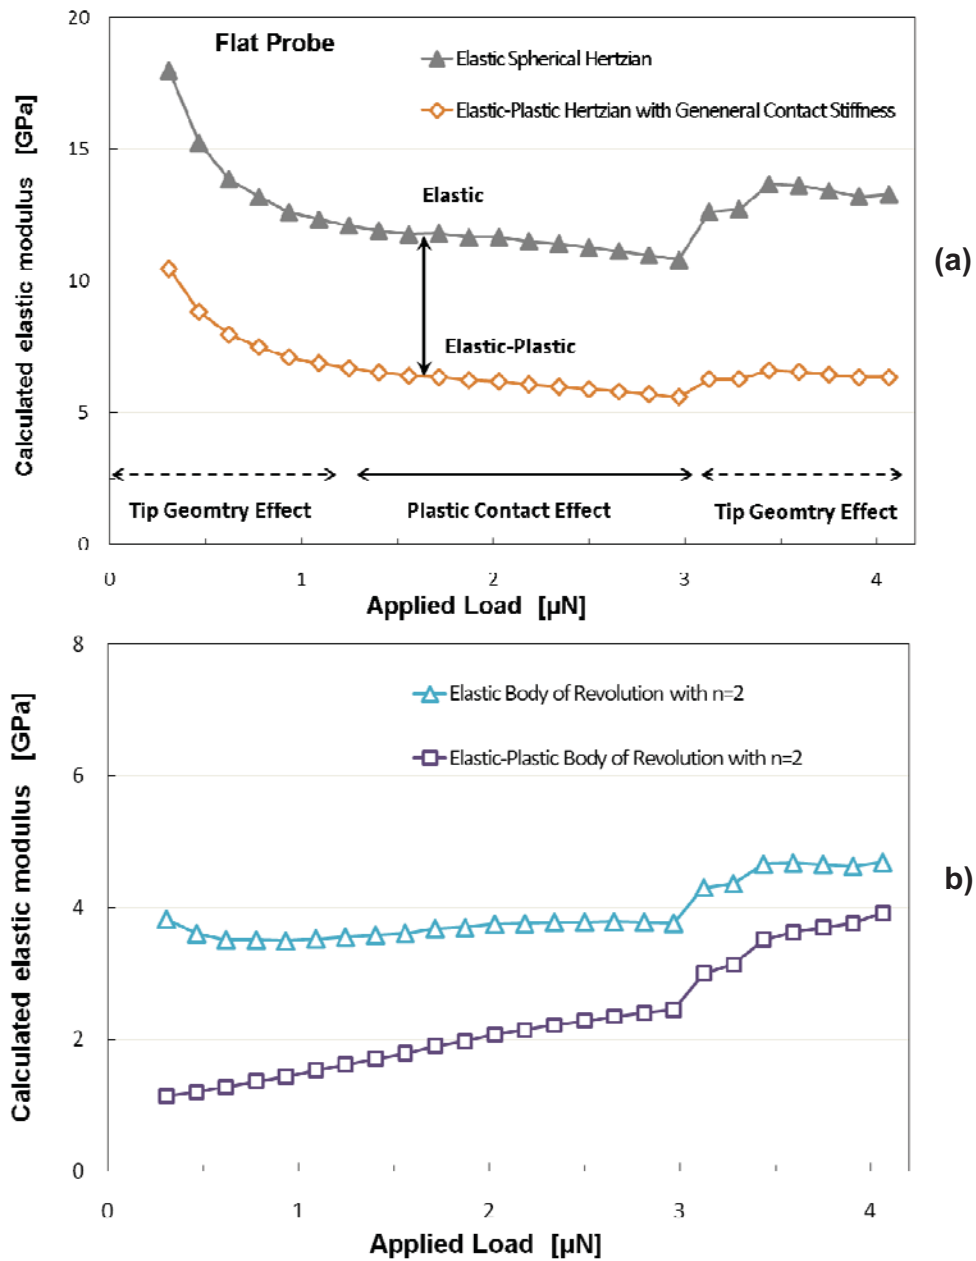 20
Flat Probe
Elastic Spherical Hertzian
Elastic-Plastic Hertzian with Geneneral Contact Stiffness
15
Elastic
(a)
10
Elastic-Plastic
5
Tip Geomtry Effect
Plastic Contact Effect
Tip Geomtry Effect
0
0 1 2 3 4
Applied Load [µN]
Calculated elastic modulus [GPa]
8
Elastic Body of Revolution with n=2
Elastic-Plastic Body of Revolution with n=2
6
b)
4
2
0
0 1 2 3 4
Applied Load [µN]
Calculated elastic modulus [GPa]